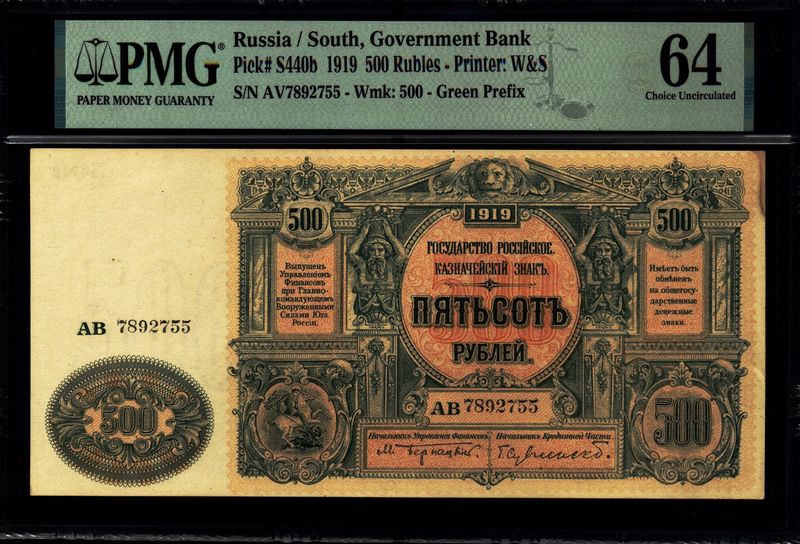 PMG®
PAPER MONEY GUARANTY
Russia / South, Government Bank
Pick# S440b 1919 500 Rubles - Printer: W&S
S/N AV7892755 - Wmk: 500 - Green Prefix
64
Choice Uncirculated
1919
500
500
ГОСУДАРСТВО РОССІЙСКОЕ.
КАЗНАЧЕЙСКІЙ ЗНАКЪ.
ПЯТЬСОТЪ
РУБЛЕЙ.
Выпущенъ
Управленіемъ
Финансовъ
при Главно-
командующемъ
Вооруженными
Силами Юга
Россіи.
Имѣетъ быть
обмѣненъ
на общегосу-
дарственные
денежные
знаки.
АВ 7892755
АВ 7892755
500
500
Начальникъ Управленія Финансовъ
Начальникъ Кредитной Части.
М. Бернацкій